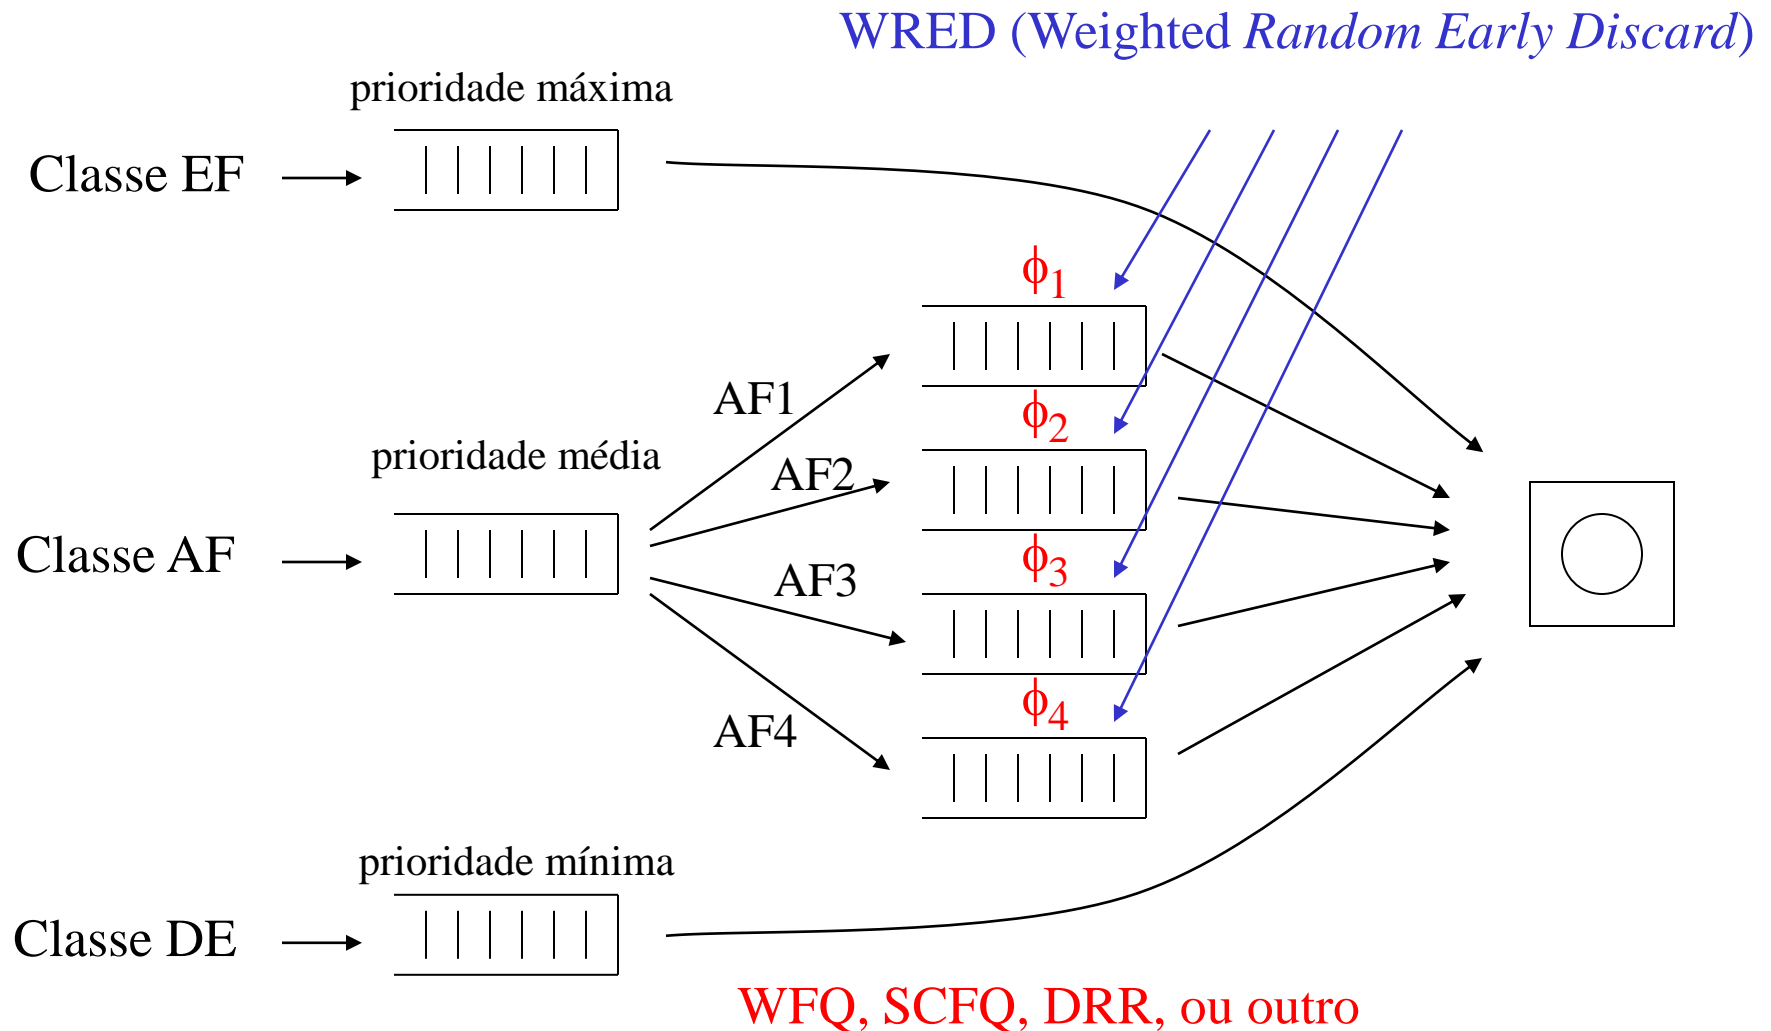 WRED (Weighted Random Early Discard)
prioridade máxima
Classe EF
ϕ1
AF1
ϕ2
prioridade média
AF2
Classe AF
ϕ3
AF3
ϕ4
AF4
prioridade mínima
Classe DE
WFQ, SCFQ, DRR, ou outro